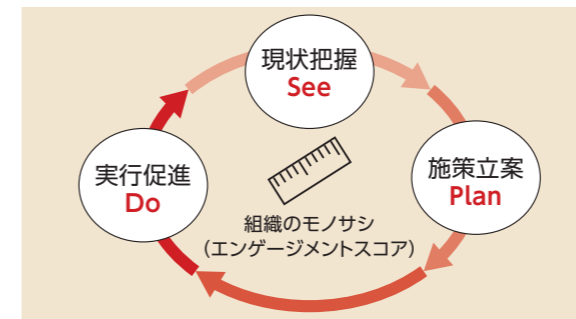 現状把握
See
施策立案
Plan
実行促進
Do
組織のモノサシ
（エンゲージメントスコア）